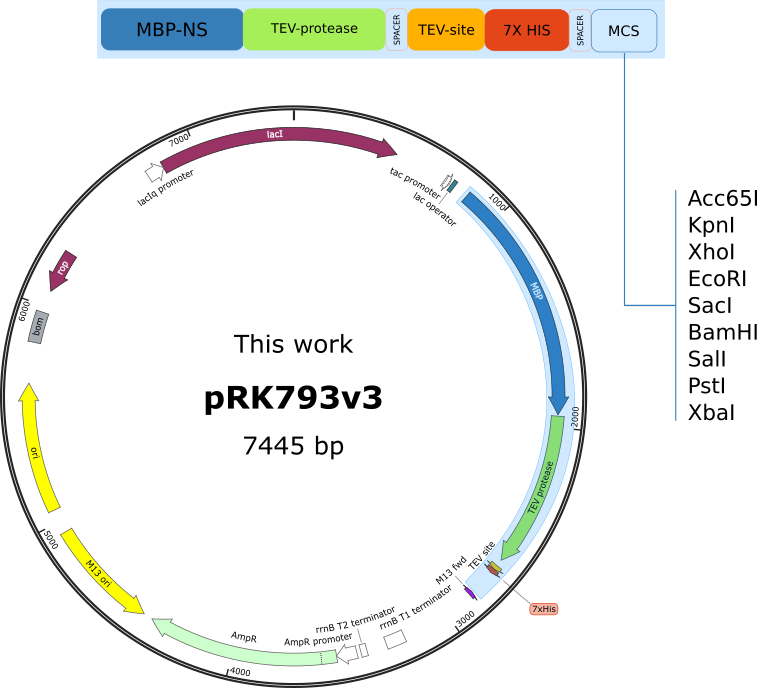 MBP-NS
TEV-protease
SPACER
TEV-site
7X HIS
SPACER
MCS
Acc65I
KpnI
XhoI
EcoRI
SacI
BamHI
SalI
PstI
XbaI
This work
pRK793v3
7445 bp
lacI
lacIq promoter
tac promoter
lac operator
1000
MBP
2000
TEV protease
TEV site
7xHis
M13 fwd
3000
rrnB T1 terminator
rrnB T2 terminator
AmpR promoter
AmpR
4000
M13 ori
5000
ori
bom
6000
rop
7000